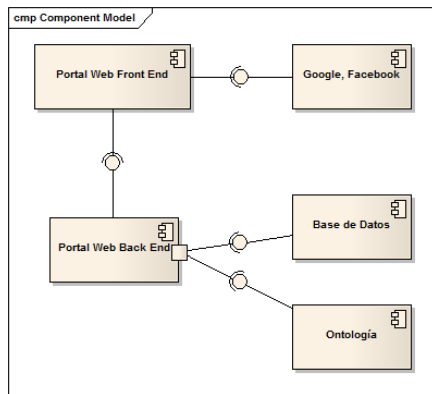 cmp Component Model
Portal Web Front End
Google, Facebook
Portal Web Back End
Base de Datos
Ontología